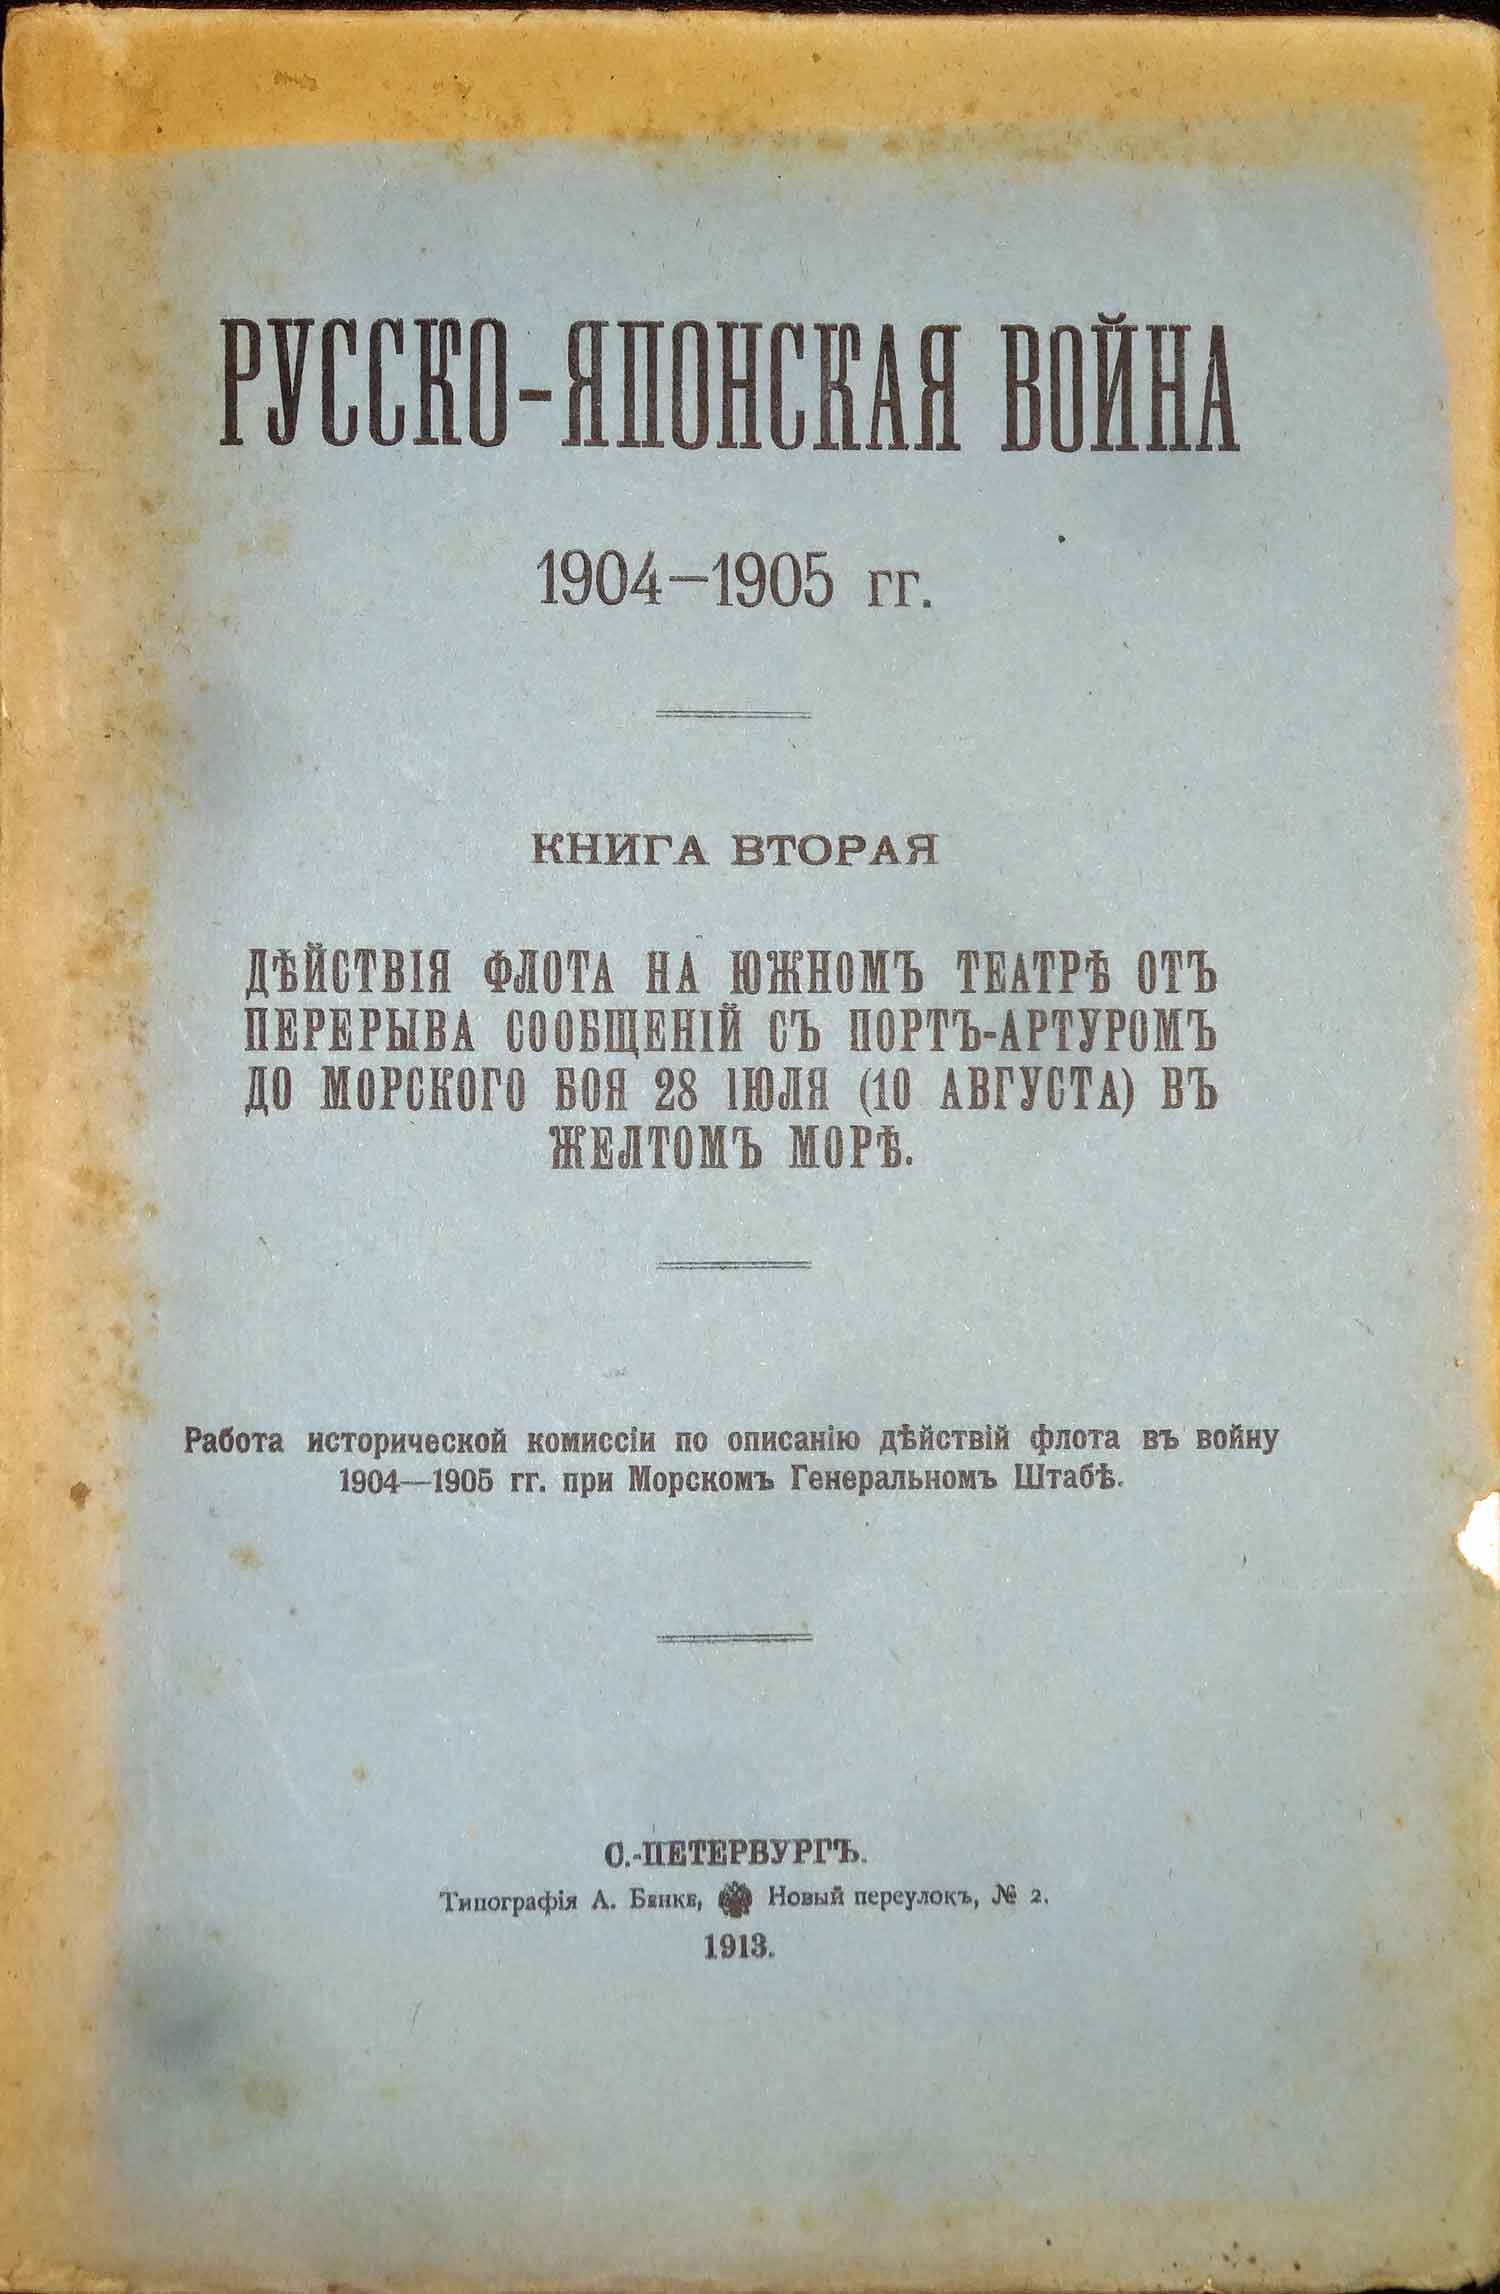 РУССКО-ЯПОНСКАЯ ВОЙНА
1904–1905 гг.
КНИГА ВТОРАЯ
ДѢЙСТВІЯ ФЛОТА НА ЮЖНОМЪ ТЕАТРѢ ОТЪ
ПЕРЕРЫВА СООБЩЕНІЙ СЪ ПОРТЪ-АРТУРОМЪ
ДО МОРСКОГО БОЯ 28 ІЮЛЯ (10 АВГУСТА) ВЪ
ЖЕЛТОМЪ МОРѢ.
Работа исторической комиссіи по описанію дѣйствій флота въ войну
1904—1905 гг. при Морскомъ Генеральномъ Штабѣ.
С.-ПЕТЕРБУРГЪ.
Типографія А. Бенке, Новый переулокъ, № 2.
1913.